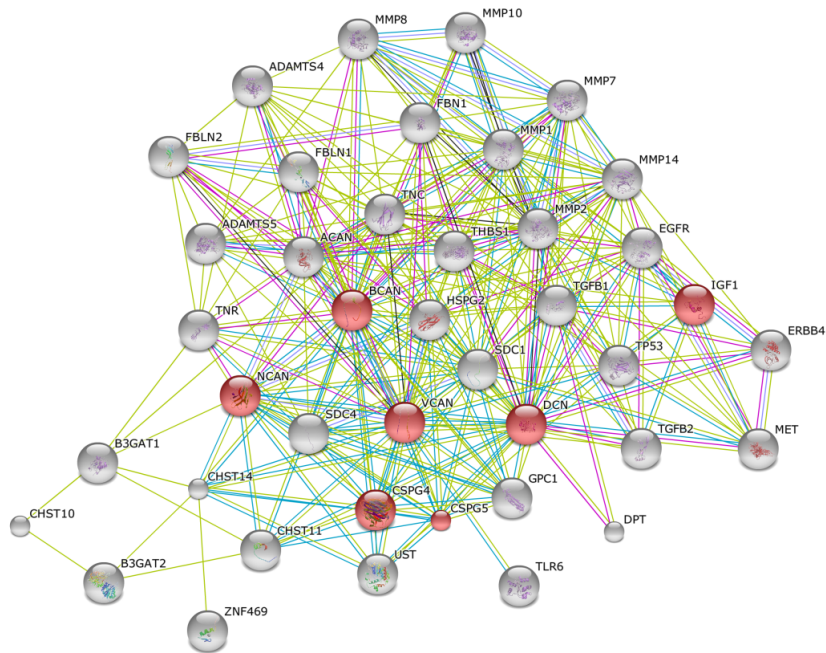 MMP8
MMP10
ADAMTS4
MMP7
FBN1
FBLN2
MMP1
FBLN1
MMP14
TNC
MMP2
ADAMTS5
ACAN
THBS1
EGFR
BCAN
HSPG2
TGFB1
IGF1
TNR
ERBB4
SDC1
TP53
NCAN
SDC4
VCAN
DCN
TGFB2
MET
B3GAT1
CHST14
CSPG4
GPC1
CHST10
CSPG5
DPT
CHST11
B3GAT2
UST
TLR6
ZNF469